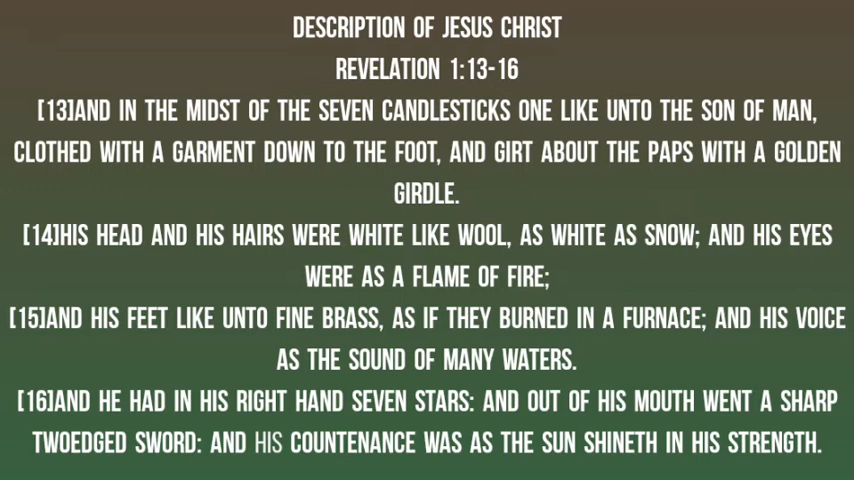 DESCRIPTION OF JESUS CHRIST
REVELATION 1:13-16
[13]AND IN THE MIDST OF THE SEVEN CANDLESTICKS ONE LIKE UNTO THE SON OF MAN,
CLOTHED WITH A GARMENT DOWN TO THE FOOT, AND GIRT ABOUT THE PAPS WITH A GOLDEN
GIRDLE.
[14]HIS HEAD AND HIS HAIRS WERE WHITE LIKE WOOL, AS WHITE AS SNOW; AND HIS EYES
WERE AS A FLAME OF FIRE;
[15]AND HIS FEET LIKE UNTO FINE BRASS, AS IF THEY BURNED IN A FURNACE; AND HIS VOICE
AS THE SOUND OF MANY WATERS.
[16]AND HE HAD IN HIS RIGHT HAND SEVEN STARS: AND OUT OF HIS MOUTH WENT A SHARP
TWOEDGED SWORD: AND HIS COUNTENANCE WAS AS THE SUN SHINETH IN HIS STRENGTH.